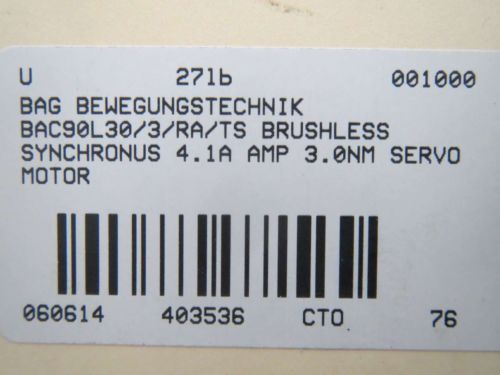 U 27lb 001000
BAG BEWEGUNGSTECHNIK
BAC90L30/3/RA/TS BRUSHLESS
SYNCHRONUS 4.1A AMP 3.0NM SERVO
MOTOR
060614 403536 CTO 76